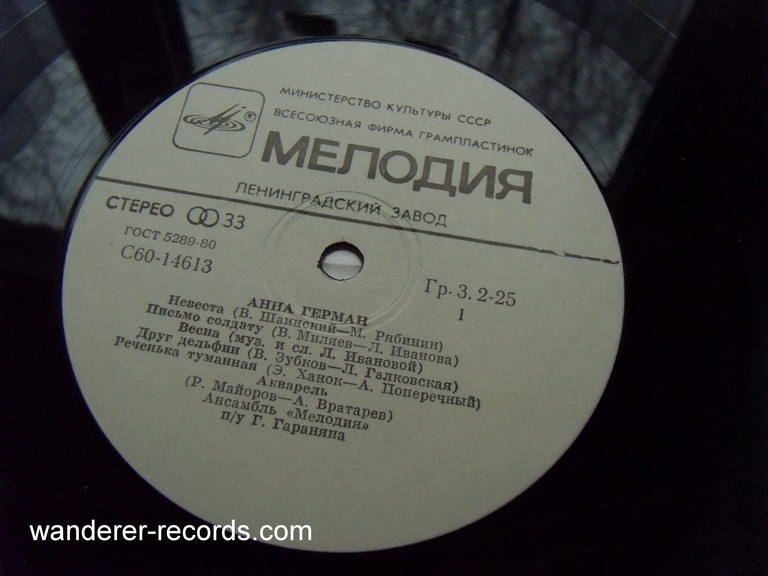 МИНИСТЕРСТВО КУЛЬТУРЫ СССР
ВСЕСОЮЗНАЯ ФИРМА ГРАМПЛАСТИНОК
МЕЛОДИЯ
®
ЛЕНИНГРАДСКИЙ ЗАВОД
СТЕРЕО 33
ГОСТ 5289-80
С60-14613
Гр. 3. 2-25
1
АННА ГЕРМАН
Невеста (В. Шаинский—М. Рябинин)
Письмо солдату (В. Миляев—Л. Иванова)
Весна (муз. и сл. Л. Ивановой)
Друг дельфин (В. Зубков—Л. Галковская)
Реченька туманная (Э. Ханок—А. Поперечный)
Акварель
(Р. Майоров—А. Вратарев)
Ансамбль «Мелодия»
п/у Г. Гараняна
wanderer-records.com